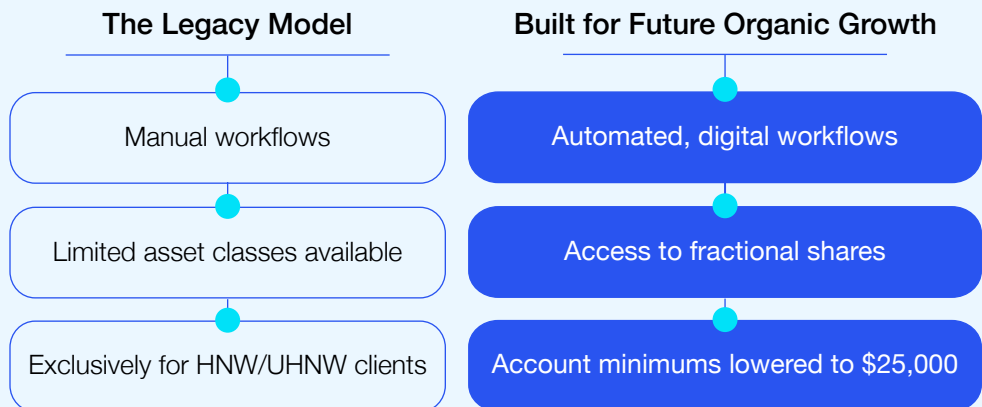 The Legacy Model
Manual workflows
Limited asset classes available
Exclusively for HNW/UHNW clients
Built for Future Organic Growth
Automated, digital workflows
Access to fractional shares
Account minimums lowered to $25,000